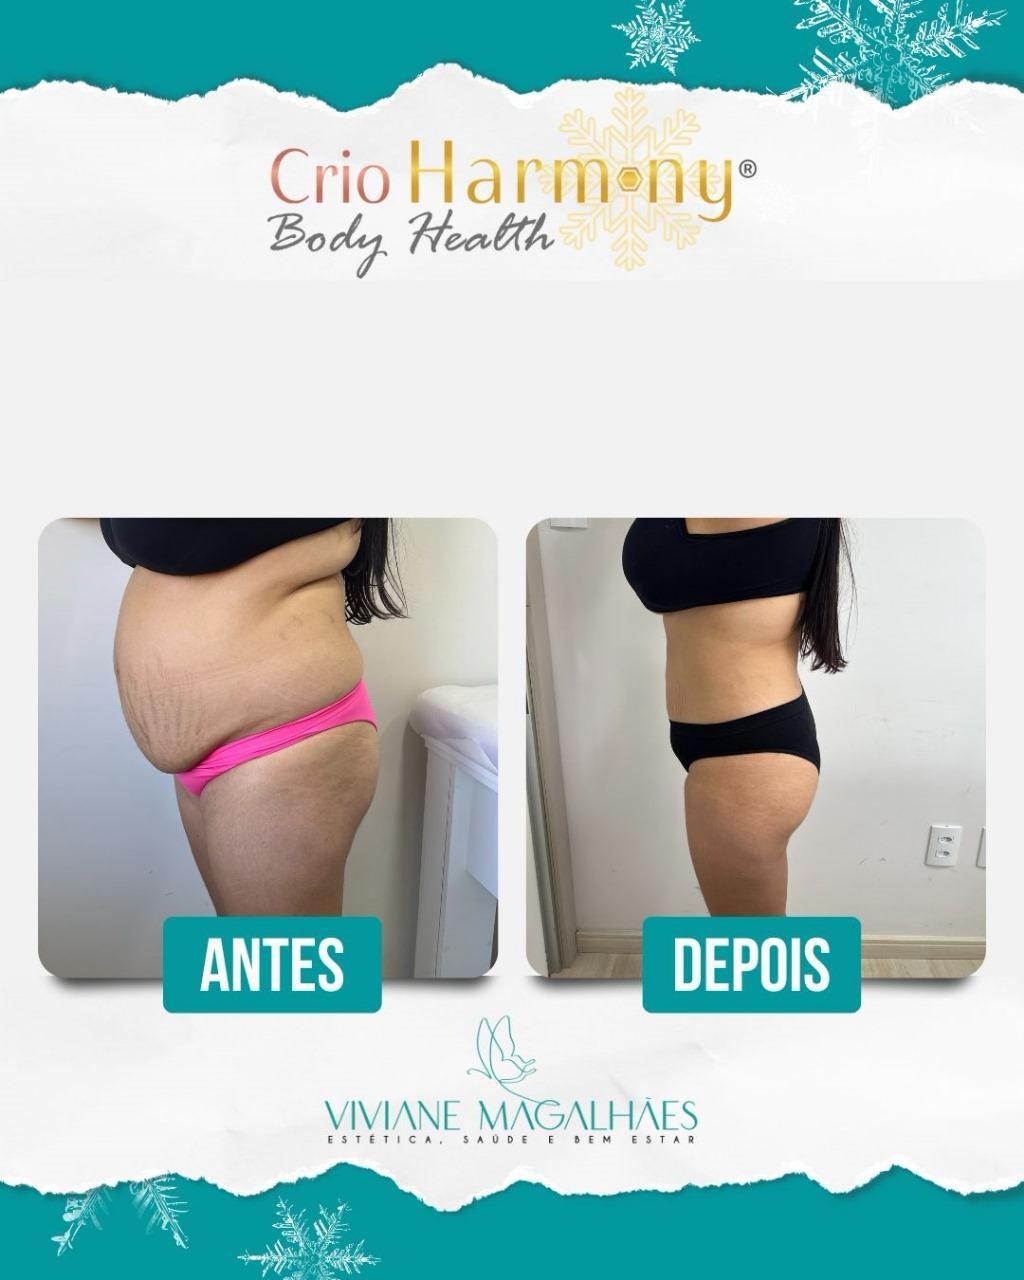 Crio Harmony®
Body Health
ANTES
DEPOIS
VIVIANE MAGALHÃES
ESTÉTICA, SAÚDE E BEM ESTAR